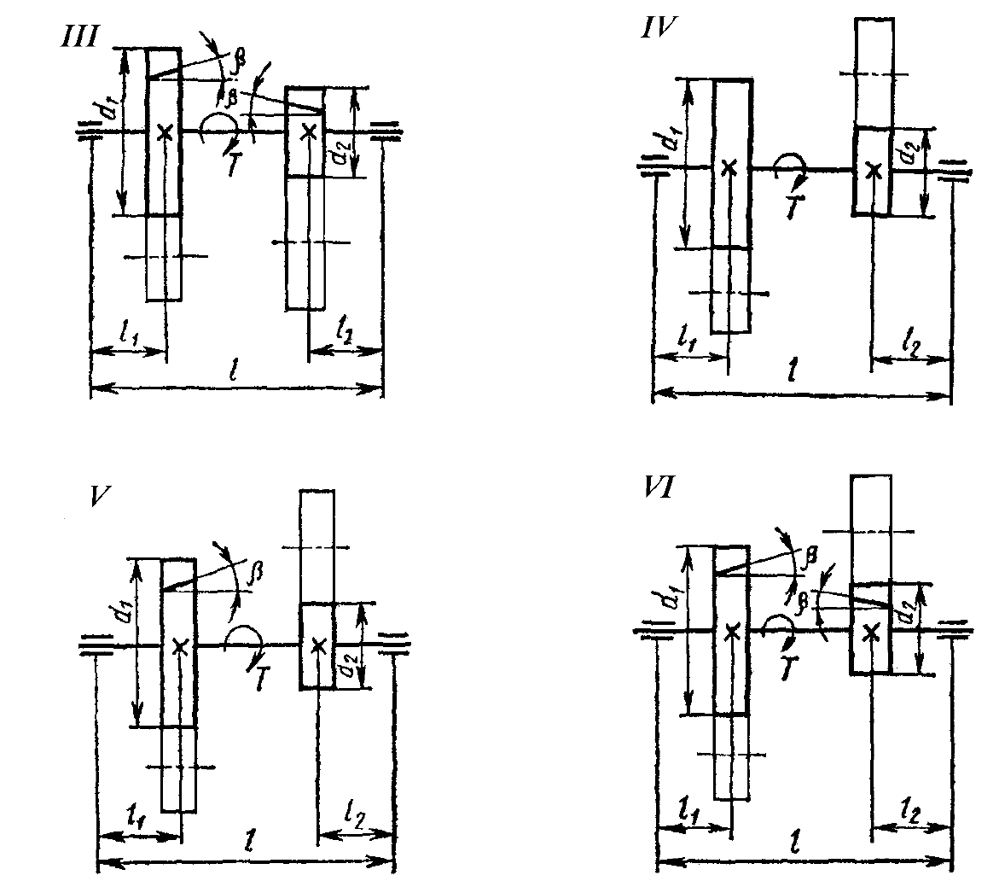 III
IV
β
β
d₁
d₂
T
l₁
l₂
l
d₁
d₂
T
l₁
l₂
l
V
VI
β
d₁
d₂
T
l₁
l₂
l
β
β
d₁
d₂
T
l₁
l₂
l